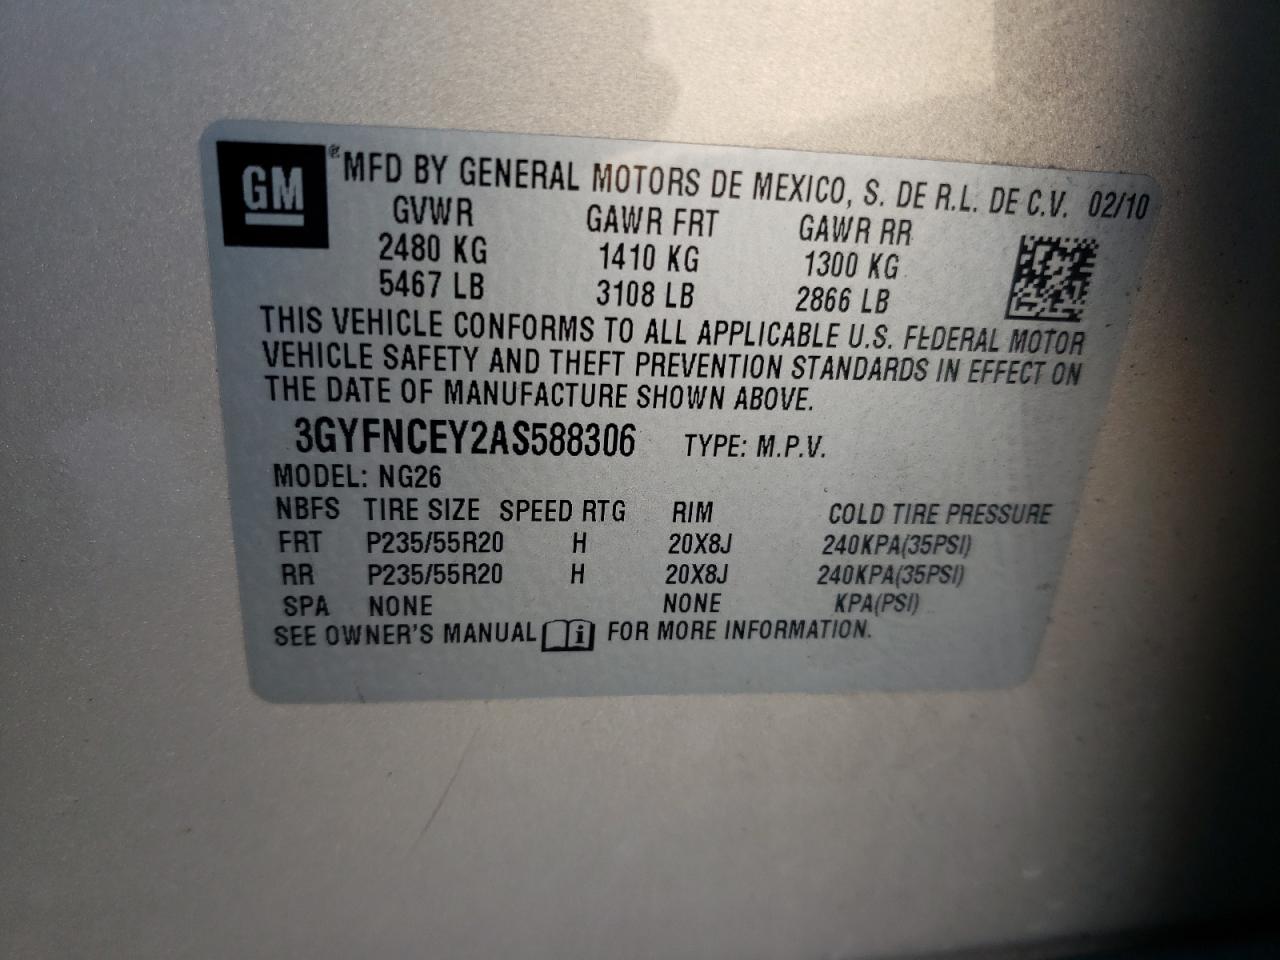 GM ® MFD BY GENERAL MOTORS DE MEXICO, S. DE R.L. DE C.V. 02/10
GVWR GAWR FRT GAWR RR
2480 KG 1410 KG 1300 KG
5467 LB 3108 LB 2866 LB
THIS VEHICLE CONFORMS TO ALL APPLICABLE U.S. FEDERAL MOTOR
VEHICLE SAFETY AND THEFT PREVENTION STANDARDS IN EFFECT ON
THE DATE OF MANUFACTURE SHOWN ABOVE.
3GYFNCEY2AS588306 TYPE: M.P.V.
MODEL: NG26
NBFS TIRE SIZE SPEED RTG RIM COLD TIRE PRESSURE
FRT P235/55R20 H 20X8J 240KPA(35PSI)
RR P235/55R20 H 20X8J 240KPA(35PSI)
SPA NONE NONE KPA(PSI)
SEE OWNER'S MANUAL i FOR MORE INFORMATION.